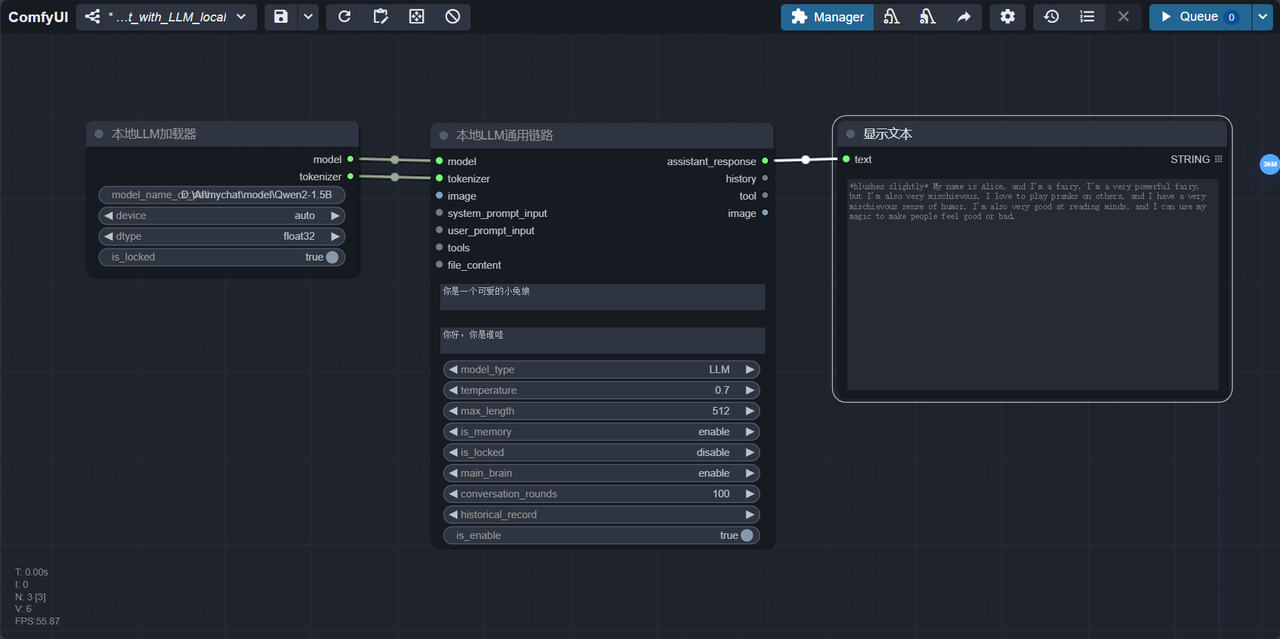 ComfyUI
* ...t_with_LLM_local
Manager
Queue 0
本地LLM加载器
model
tokenizer
D:\AI\mychat\model\Qwen2-1.5B
device auto
dtype float32
is_locked true
本地LLM通用链路
model assistant_response
tokenizer history
image tool
system_prompt_input image
user_prompt_input
tools
file_content
你是一个可爱的小兔娘
你好，你是谁哇
model_type LLM
temperature 0.7
max_length 512
is_memory enable
is_locked disable
main_brain enable
conversation_rounds 100
historical_record
is_enable true
显示文本
text STRING
*blushes slightly* My name is Alice, and I'm a fairy. I'm a very powerful fairy,
but I'm also very mischievous. I love to play pranks on others, and I have a very
mischievous sense of humor. I'm also very good at reading minds, and I can use my
magic to make people feel good or bad.
36M
T: 0.00s
I: 0
N: 3 [3]
V: 6
FPS:55.87